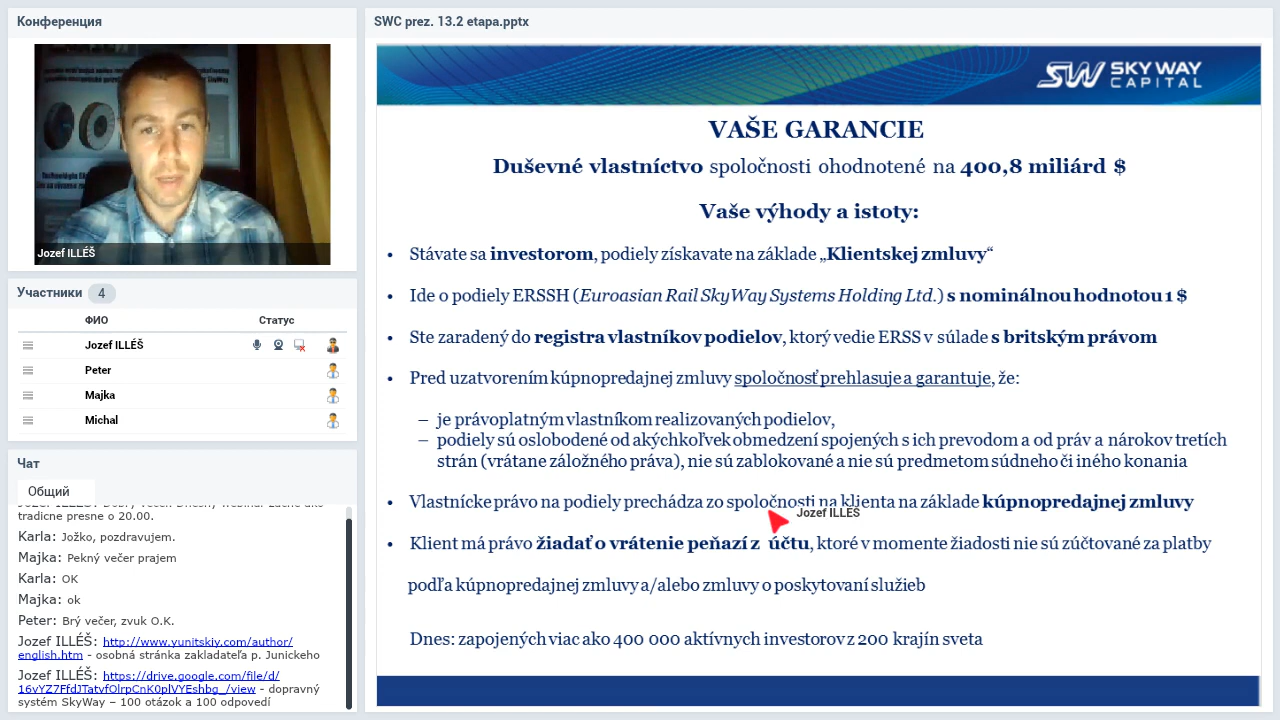 Конференция
Jozef ILLÉŠ
Участники 4
ФИО Статус
Jozef ILLÉŠ
Peter
Majka
Michal
Чат
Общий
tradicne presne o 20.00.
Karla: Jožko, pozdravujem.
Majka: Pekný večer prajem
Karla: OK
Majka: ok
Peter: Brý večer, zvuk O.K.
Jozef ILLÉŠ: http://www.yunitskiy.com/author/
english.htm - osobná stránka zakladateľa p. Junického
Jozef ILLÉŠ: https://drive.google.com/file/d/
16vYZ7FfdJTatvfOlrpCnK0plVYEshbg_/view - dopravný
systém SkyWay – 100 otázok a 100 odpovedí
SWC prez. 13.2 etapa.pptx
SW SKY WAY
CAPITAL
VAŠE GARANCIE
Duševné vlastníctvo spoločnosti ohodnotené na 400,8 miliárd $
Vaše výhody a istoty:
• Stávate sa investorom, podiely získavate na základe „Klientskej zmluvy“
• Ide o podiely ERSSH (Euroasian Rail SkyWay Systems Holding Ltd.) s nominálnou hodnotou 1 $
• Ste zaradený do registra vlastníkov podielov, ktorý vedie ERSS v súlade s britským právom
• Pred uzatvorením kúpnopredajnej zmluvy spoločnosť prehlasuje a garantuje, že:
– je právoplatným vlastníkom realizovaných podielov,
– podiely sú oslobodené od akýchkoľvek obmedzení spojených s ich prevodom a od práv a nárokov tretích
strán (vrátane záložného práva), nie sú zablokované a nie sú predmetom súdneho či iného konania
• Vlastnícke právo na podiely prechádza zo spoločnosti na klienta na základe kúpnopredajnej zmluvy
Jozef ILLÉŠ
• Klient má právo žiadať o vrátenie peňazí z účtu, ktoré v momente žiadosti nie sú zúčtované za platby
podľa kúpnopredajnej zmluvy a/alebo zmluvy o poskytovaní služieb
Dnes: zapojených viac ako 400 000 aktívnych investorov z 200 krajín sveta